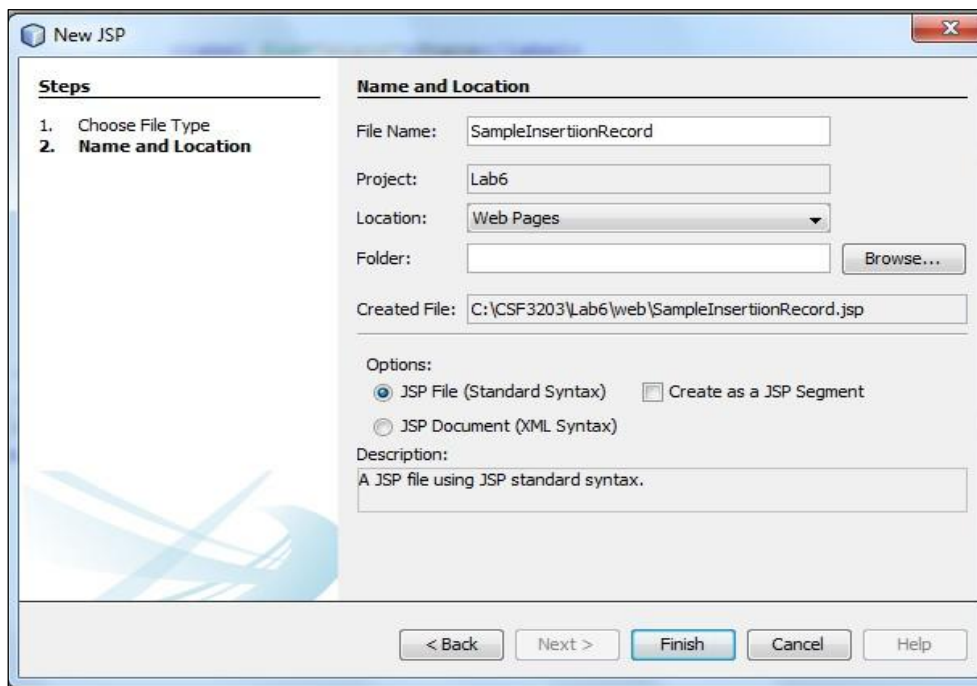 New JSP
Steps
1. Choose File Type
2. Name and Location
Name and Location
File Name: SampleInsertiionRecord
Project: Lab6
Location: Web Pages
Folder: Browse...
Created File: C:\CSF3203\Lab6\web\SampleInsertiionRecord.jsp
Options:
JSP File (Standard Syntax) Create as a JSP Segment
JSP Document (XML Syntax)
Description:
A JSP file using JSP standard syntax.
< Back Next > Finish Cancel Help